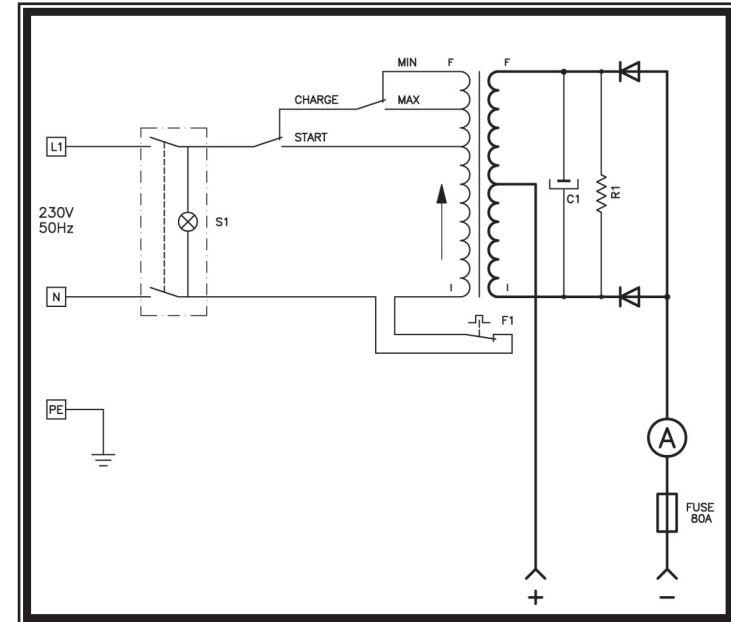 MIN F F
CHARGE MAX
START
L1
230V
50Hz
S1
C1
R1
N
I I
F1
PE
A
FUSE
80A
+ −